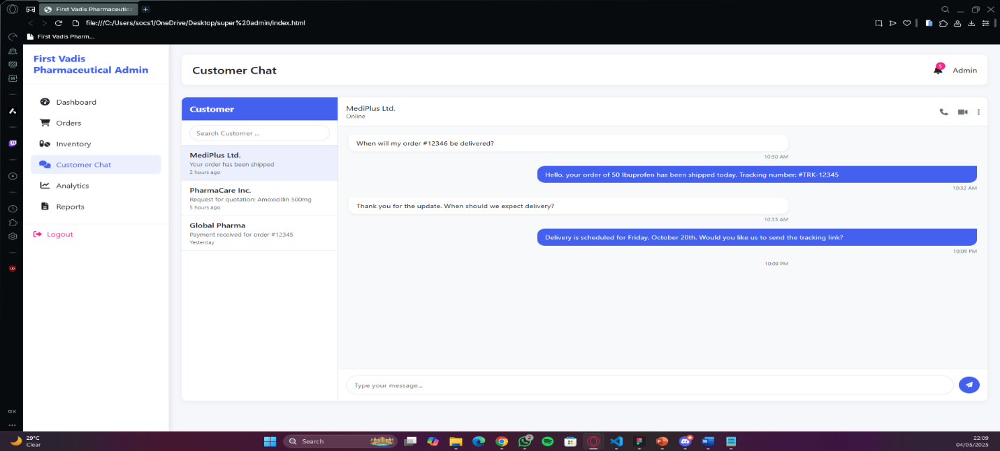 First Vadis Pharmaceutica
file:///C:/Users/socs1/OneDrive/Desktop/super%20admin/index.html
First Vadis Pharm...
First Vadis
Pharmaceutical Admin
Dashboard
Orders
Inventory
Customer Chat
Analytics
Reports
Logout
Customer Chat
5
Admin
Customer
Search Customer ...
MediPlus Ltd.
Your order has been shipped
2 hours ago
PharmaCare Inc.
Request for quotation: Amoxicillin 500mg
5 hours ago
Global Pharma
Payment received for order #12345
Yesterday
MediPlus Ltd.
Online
When will my order #12346 be delivered?
10:30 AM
Hello, your order of 50 Ibuprofen has been shipped today. Tracking number: #TRK-12345
10:32 AM
Thank you for the update. When should we expect delivery?
10:33 AM
Delivery is scheduled for Friday, October 20th. Would you like us to send the tracking link?
10:09 PM
10:09 PM
Type your message...
GX
29°C
Clear
Search
2
22:09
04/05/2025